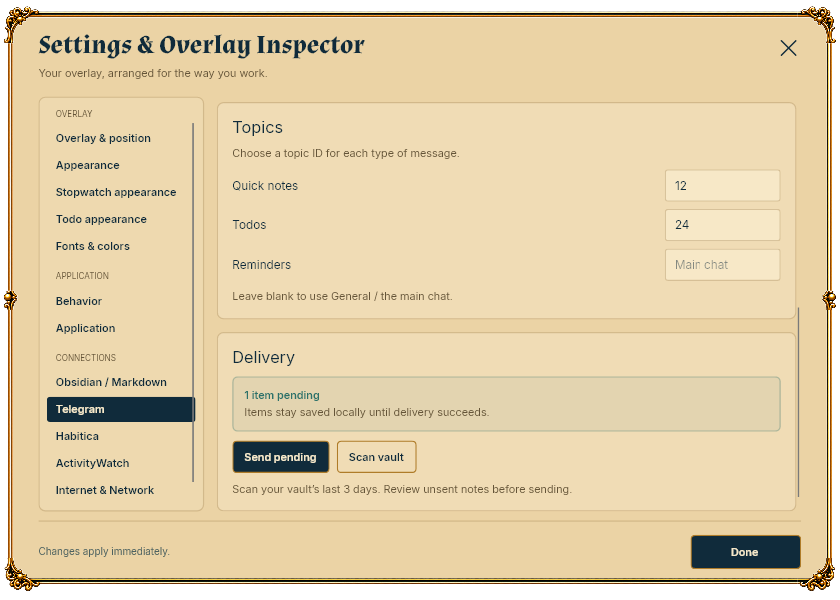 Settings & Overlay Inspector
Your overlay, arranged for the way you work.
OVERLAY
Overlay & position
Appearance
Stopwatch appearance
Todo appearance
Fonts & colors
APPLICATION
Behavior
Application
CONNECTIONS
Obsidian / Markdown
Telegram
Habitica
ActivityWatch
Internet & Network
Topics
Choose a topic ID for each type of message.
Quick notes
12
Todos
24
Reminders
Main chat
Leave blank to use General / the main chat.
Delivery
1 item pending
Items stay saved locally until delivery succeeds.
Send pending
Scan vault
Scan your vault's last 3 days. Review unsent notes before sending.
Changes apply immediately.
Done